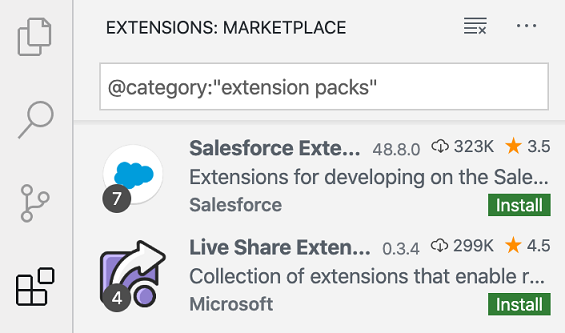 EXTENSIONS: MARKETPLACE
@category:"extension packs"
Salesforce Exte... 48.8.0 323K 3.5
Extensions for developing on the Sale...
7
Salesforce Install
Live Share Exten... 0.3.4 299K 4.5
Collection of extensions that enable r...
4
Microsoft Install